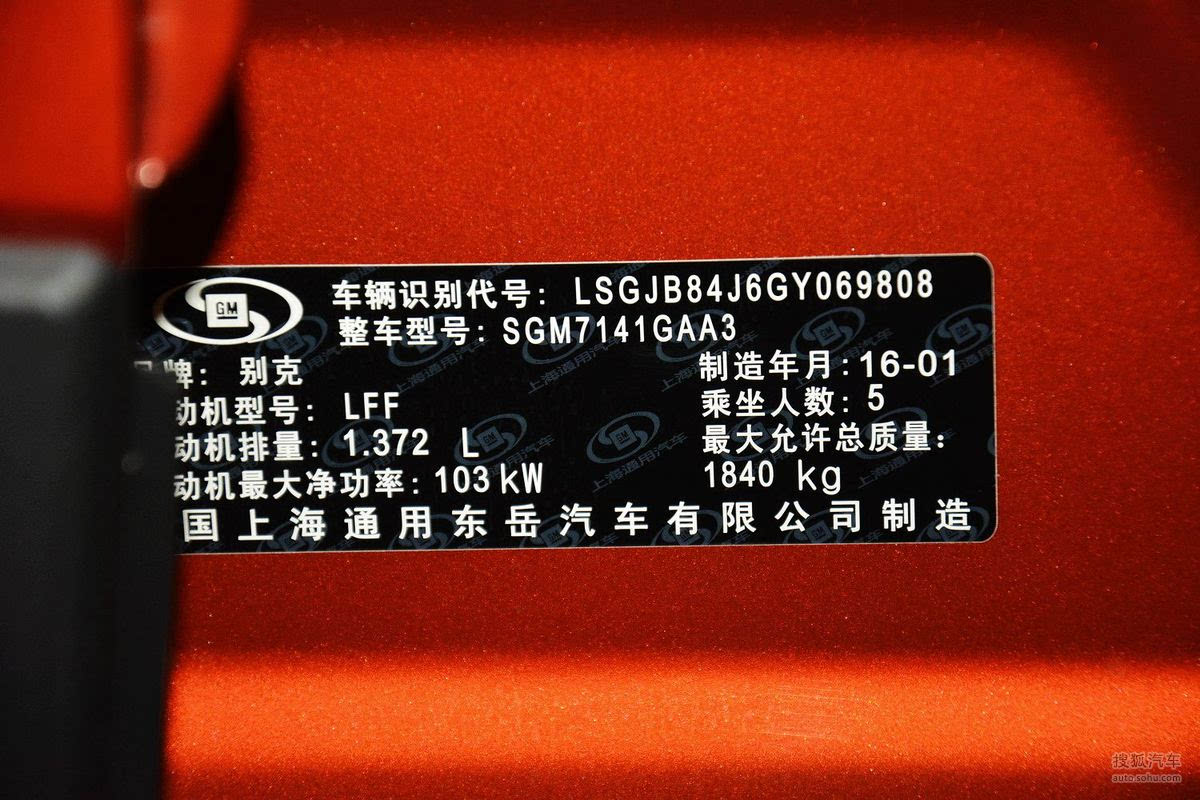 GM
车辆识别代号: LSGJB84J6GY069808
整车型号: SGM7141GAA3
牌: 别克
制造年月:16-01
动机型号: LFF
乘坐人数: 5
动机排量: 1.372 L
最大允许总质量:
动机最大净功率: 103 kW
1840 kg
国上海通用东岳汽车有限公司制造
搜狐汽车
auto.sohu.com